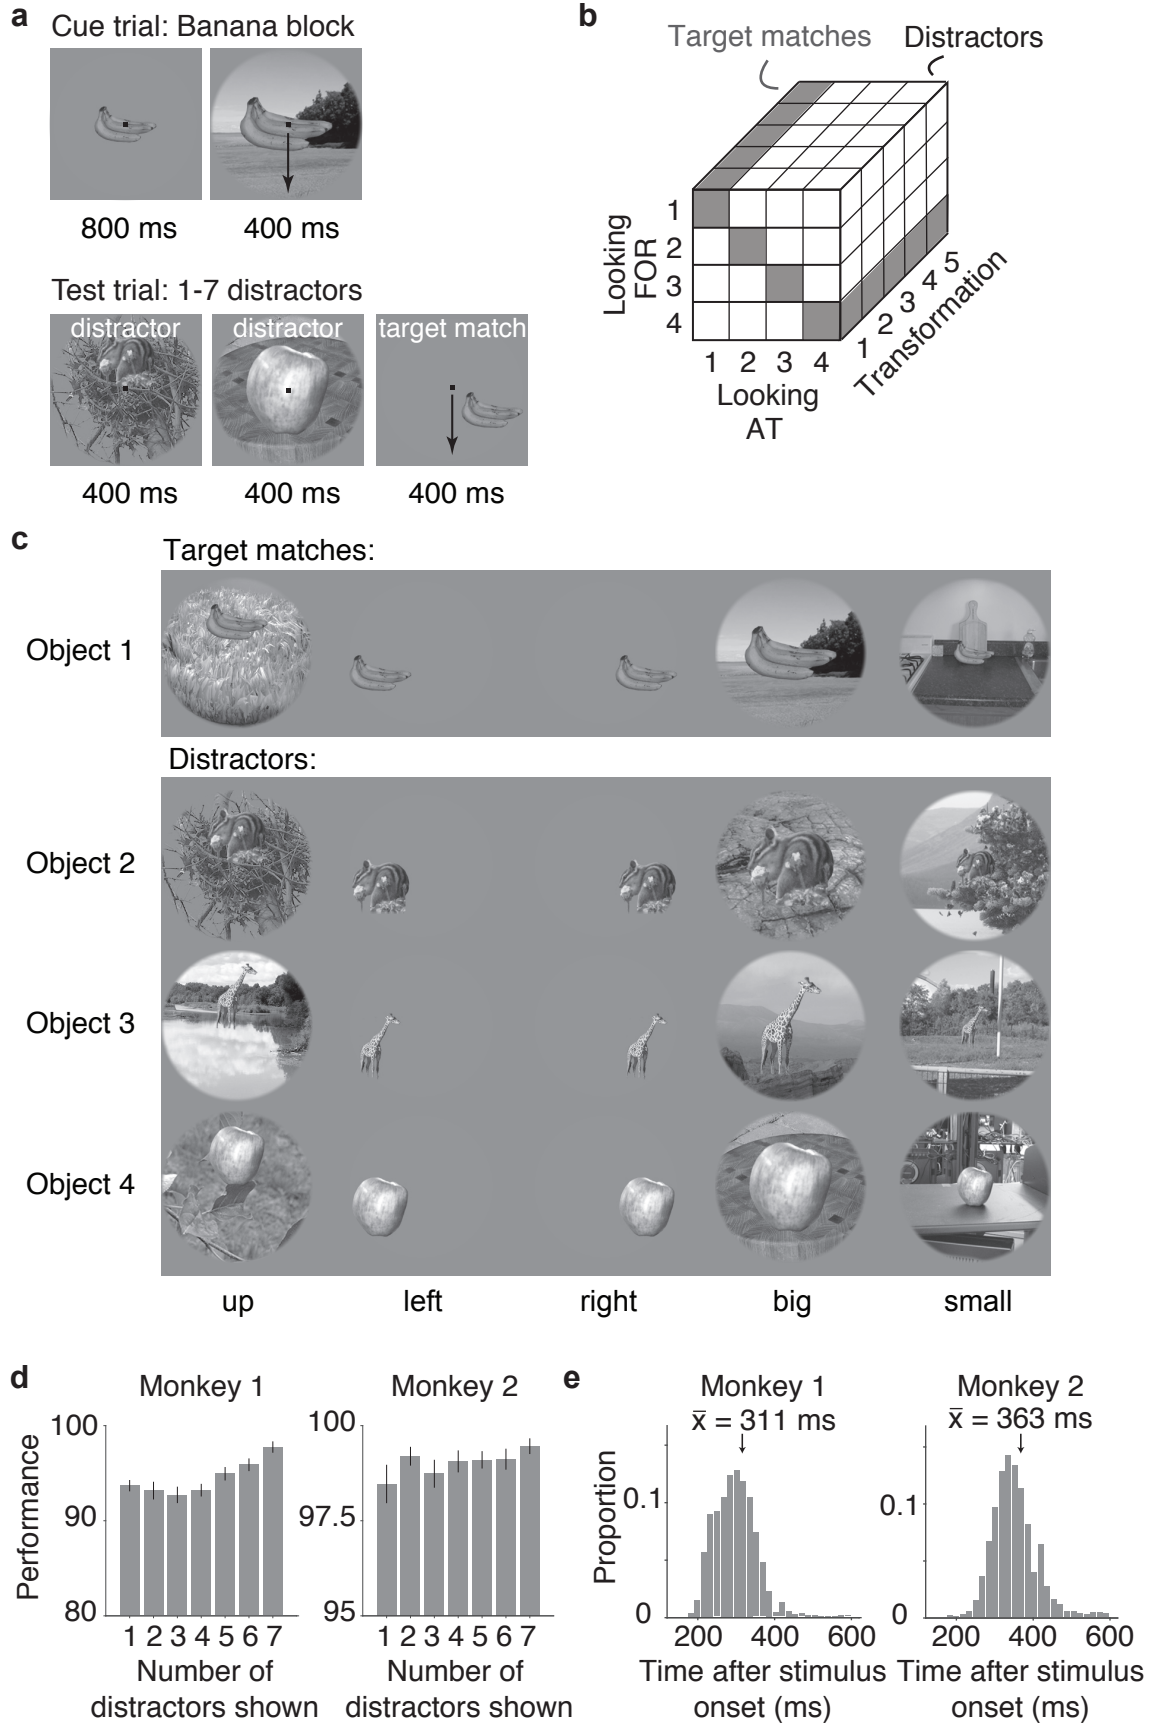 a
Cue trial: Banana block
800 ms
400 ms
Test trial: 1-7 distractors
distractor
distractor
target match
400 ms
400 ms
400 ms
b
Target matches
Distractors
Looking
FOR
1
2
3
4
1
2
3
4
Looking
AT
1
2
3
4
5
Transformation
c
Target matches:
Object 1
Distractors:
Object 2
Object 3
Object 4
up
left
right
big
small
d
Monkey 1
Performance
100
90
80
1 2 3 4 5 6 7
Number of
distractors shown
Monkey 2
100
97.5
95
1 2 3 4 5 6 7
Number of
distractors shown
e
Monkey 1
x̅ = 311 ms
Proportion
0.1
0
200 400 600
Time after stimulus
onset (ms)
Monkey 2
x̅ = 363 ms
0.1
0
200 400 600
Time after stimulus
onset (ms)